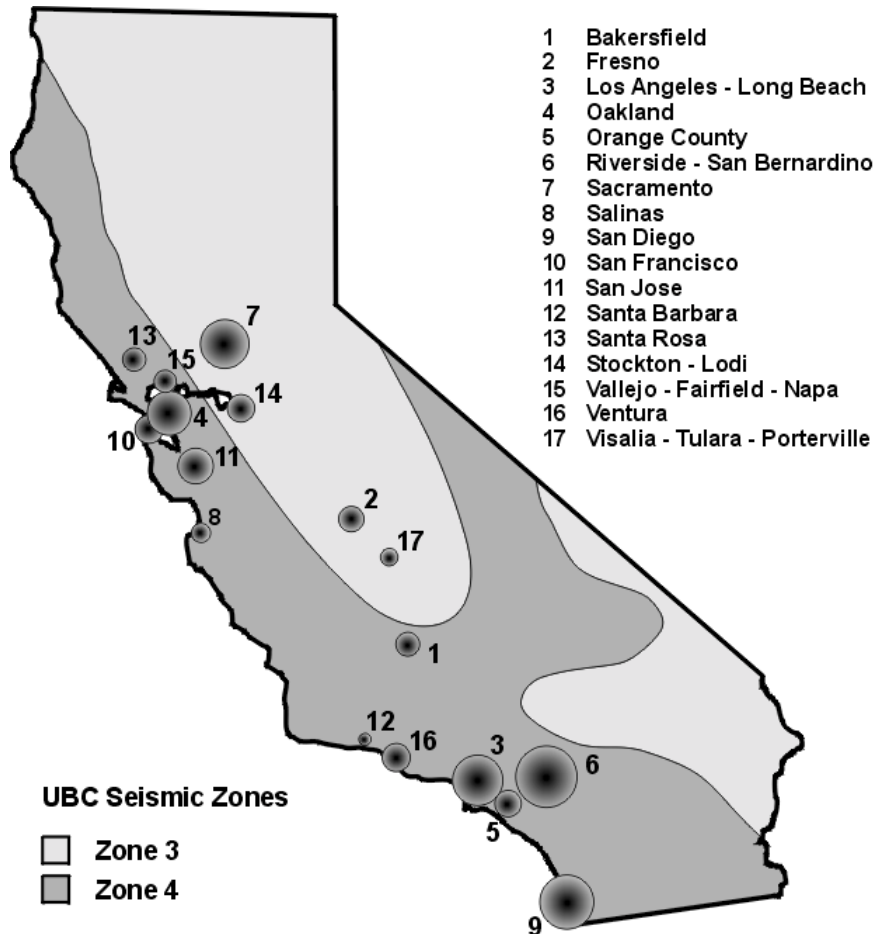 1 Bakersfield
2 Fresno
3 Los Angeles - Long Beach
4 Oakland
5 Orange County
6 Riverside - San Bernardino
7 Sacramento
8 Salinas
9 San Diego
10 San Francisco
11 San Jose
12 Santa Barbara
13 Santa Rosa
14 Stockton - Lodi
15 Vallejo - Fairfield - Napa
16 Ventura
17 Visalia - Tulara - Porterville
7
13
15
14
4
10
11
2
8
17
1
12
16
3
6
5
9
UBC Seismic Zones
Zone 3
Zone 4